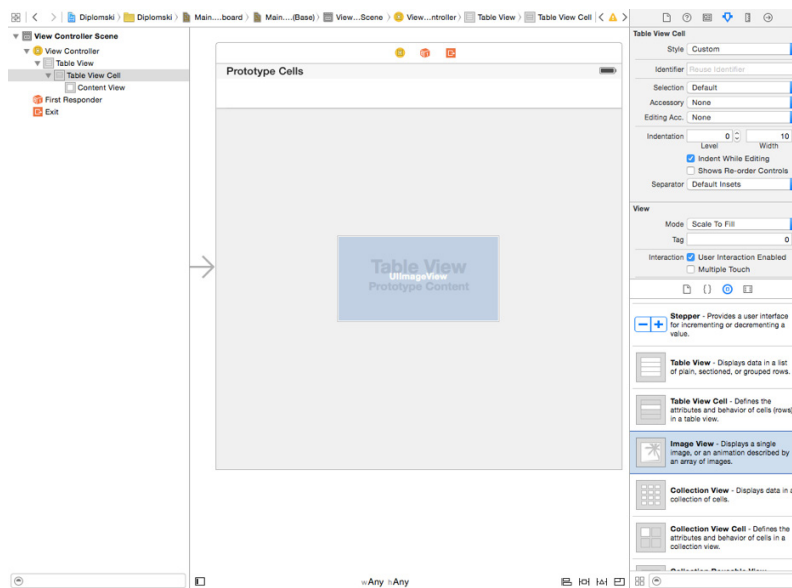 Diplomski
Diplomski
Main....board
Main....(Base)
View...Scene
View...ntroller
Table View
Table View Cell
View Controller Scene
View Controller
Table View
Table View Cell
Content View
First Responder
Exit
Prototype Cells
Table View
UIImageView
Prototype Content
wAny hAny
Table View Cell
Style Custom
Identifier Reuse Identifier
Selection Default
Accessory None
Editing Acc. None
Indentation 0 10
Level Width
Indent While Editing
Shows Re-order Controls
Separator Default Insets
View
Mode Scale To Fill
Tag 0
Interaction User Interaction Enabled
Multiple Touch
Stepper - Provides a user interface
for incrementing or decrementing a
value.
Table View - Displays data in a list
of plain, sectioned, or grouped rows.
Table View Cell - Defines the
attributes and behavior of cells (rows)
in a table view.
Image View - Displays a single
image, or an animation described by
an array of images.
Collection View - Displays data in a
collection of cells.
Collection View Cell - Defines the
attributes and behavior of cells in a
collection view.